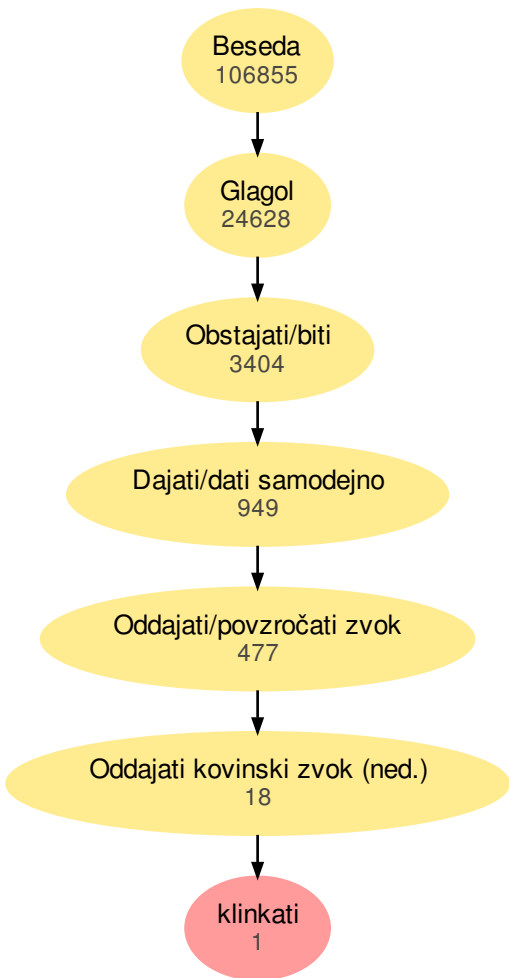 Beseda
106855
Glagol
24628
Obstajati/biti
3404
Dajati/dati samodejno
949
Oddajati/povzročati zvok
477
Oddajati kovinski zvok (ned.)
18
klinkati
1